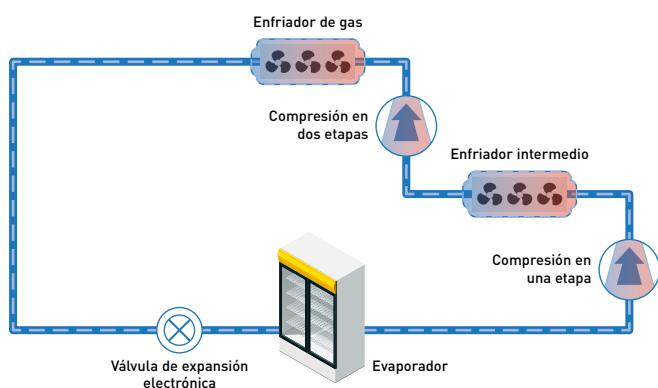 Enfriador de gas
Compresión en
dos etapas
Enfriador intermedio
Compresión en
una etapa
Válvula de expansión
electrónica
Evaporador